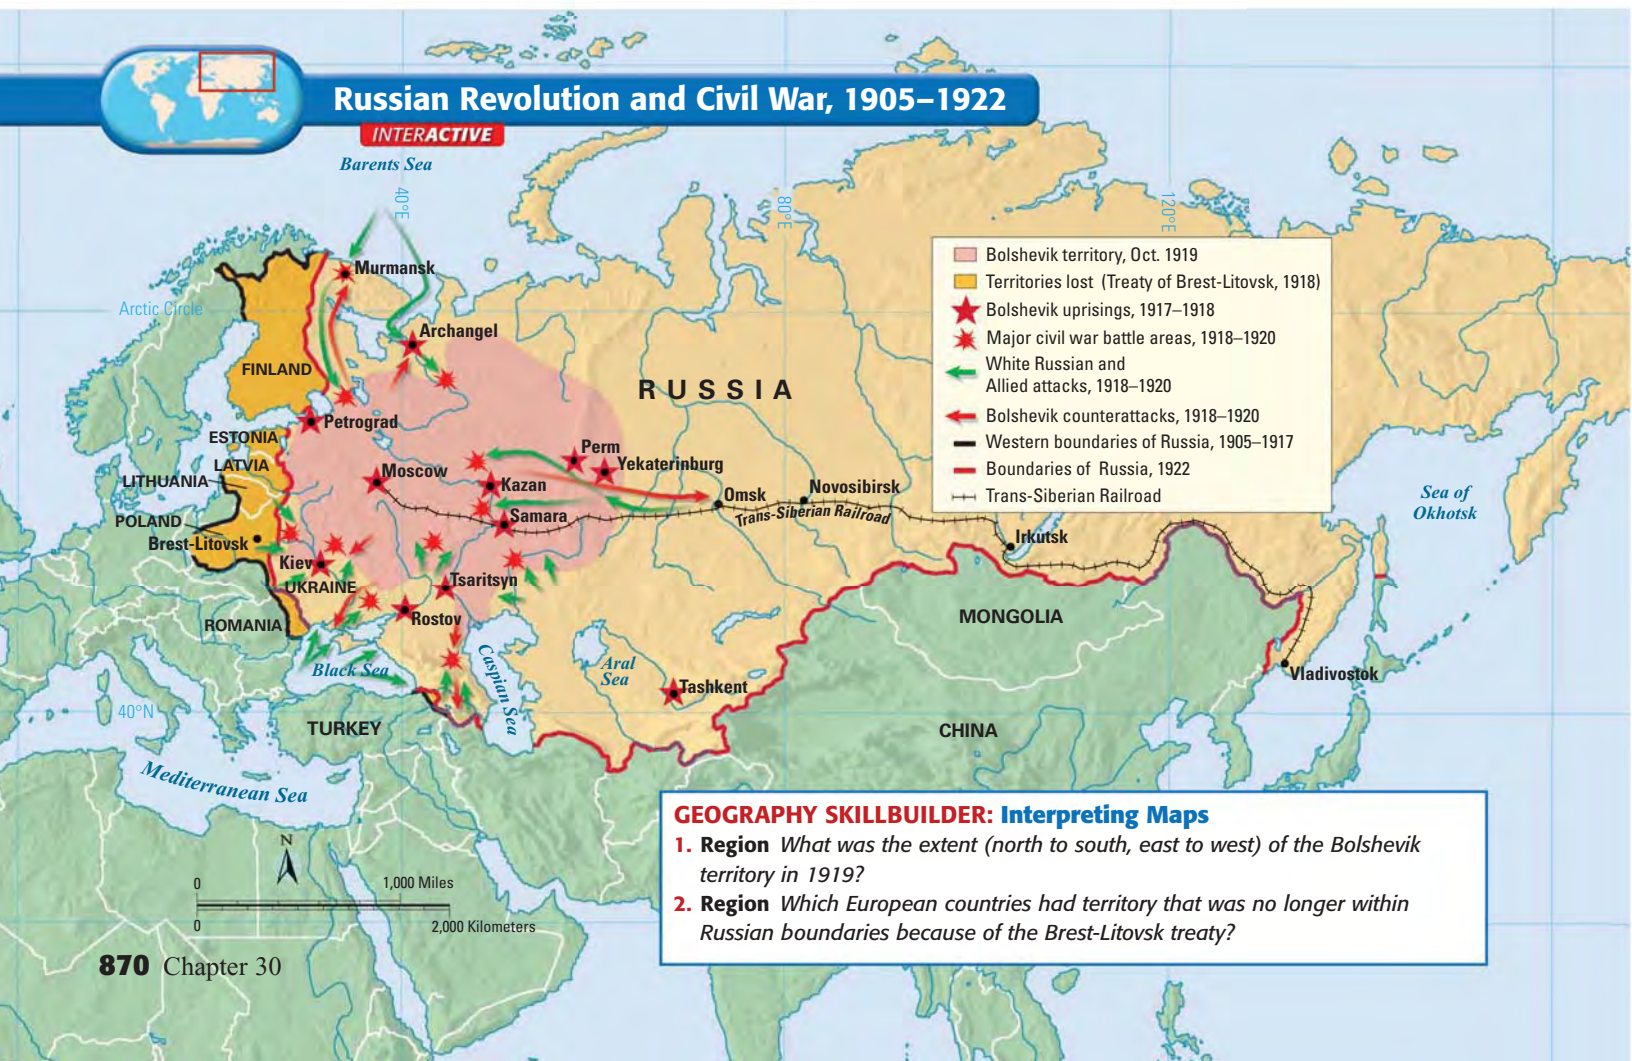 Russian Revolution and Civil War, 1905–1922
INTERACTIVE
Barents Sea
40°E
80°E
120°E
Murmansk
Arctic Circle
Archangel
FINLAND
RUSSIA
Petrograd
ESTONIA
LATVIA
LITHUANIA
POLAND
Brest-Litovsk
Moscow
Kazan
Perm
Yekaterinburg
Samara
Omsk
Novosibirsk
Trans-Siberian Railroad
Irkutsk
Kiev
UKRAINE
Tsaritsyn
Rostov
ROMANIA
Black Sea
Caspian Sea
Aral
Sea
Tashkent
MONGOLIA
Vladivostok
Sea of
Okhotsk
40°N
TURKEY
CHINA
Mediterranean Sea
Bolshevik territory, Oct. 1919
Territories lost (Treaty of Brest-Litovsk, 1918)
Bolshevik uprisings, 1917–1918
Major civil war battle areas, 1918–1920
White Russian and
Allied attacks, 1918–1920
Bolshevik counterattacks, 1918–1920
Western boundaries of Russia, 1905–1917
Boundaries of Russia, 1922
Trans-Siberian Railroad
GEOGRAPHY SKILLBUILDER: Interpreting Maps
1. Region What was the extent (north to south, east to west) of the Bolshevik
territory in 1919?
2. Region Which European countries had territory that was no longer within
Russian boundaries because of the Brest-Litovsk treaty?
N
0 1,000 Miles
0 2,000 Kilometers
870 Chapter 30